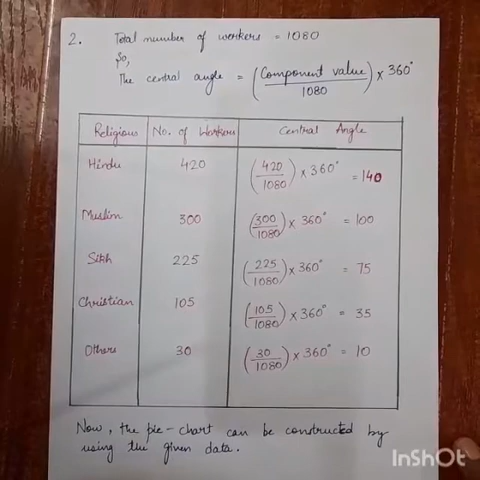 2. Total number of workers = 1080
So,
The central angle = (Component value / 1080) × 360°
Religious No. of Workers Central Angle
Hindu 420 (420/1080) × 360° = 140
Muslim 300 (300/1080) × 360° = 100
Sikh 225 (225/1080) × 360° = 75
Christian 105 (105/1080) × 360° = 35
Others 30 (30/1080) × 360° = 10
Now, the pie-chart can be constructed by
using the given data.
InShOt